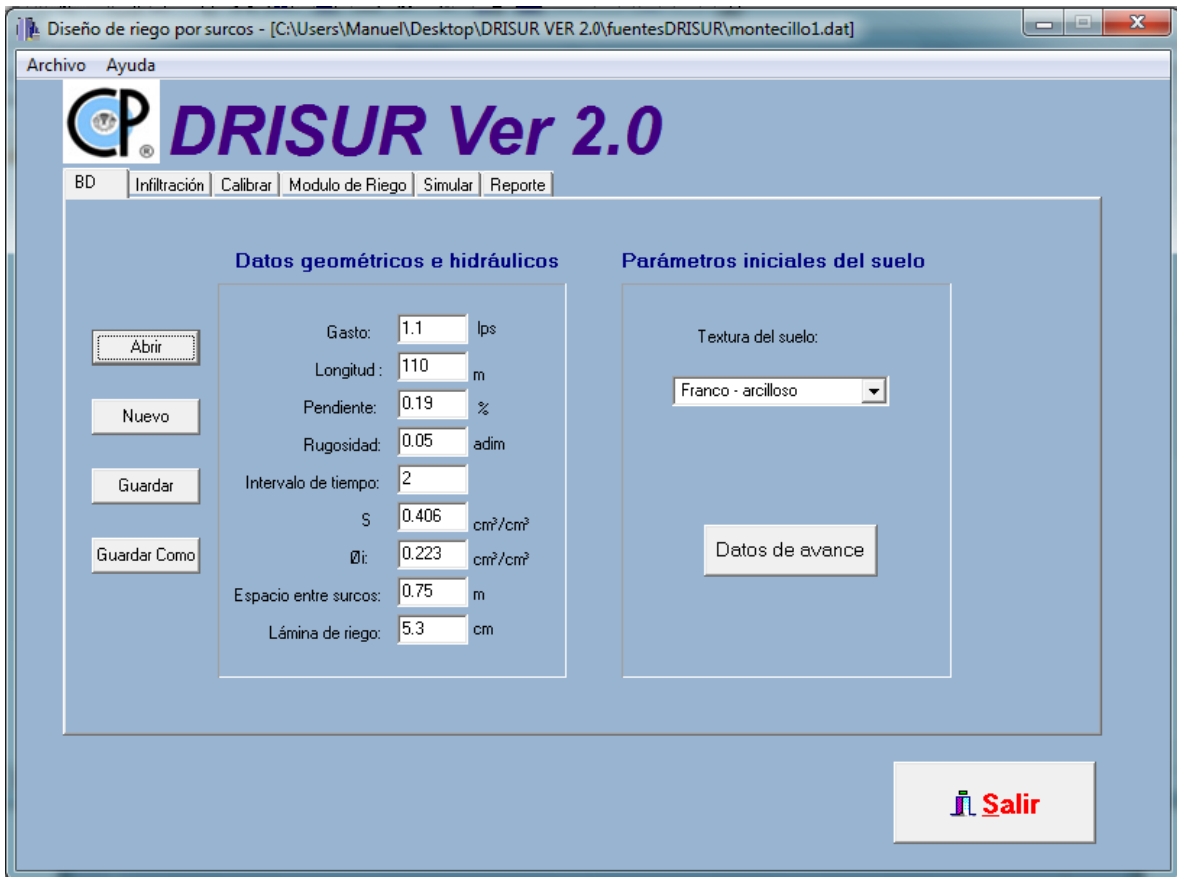 Diseño de riego por surcos - [C:\Users\Manuel\Desktop\DRISUR VER 2.0\fuentesDRISUR\montecillo1.dat]
Archivo Ayuda
CP® DRISUR Ver 2.0
BD Infiltración Calibrar Modulo de Riego Simular Reporte
Datos geométricos e hidráulicos
Parámetros iniciales del suelo
Abrir
Nuevo
Guardar
Guardar Como
Gasto: 1.1 lps
Longitud : 110 m
Pendiente: 0.19 %
Rugosidad: 0.05 adim
Intervalo de tiempo: 2
S 0.406 cm³/cm³
Øi: 0.223 cm³/cm³
Espacio entre surcos: 0.75 m
Lámina de riego: 5.3 cm
Textura del suelo:
Franco - arcilloso
Datos de avance
Salir